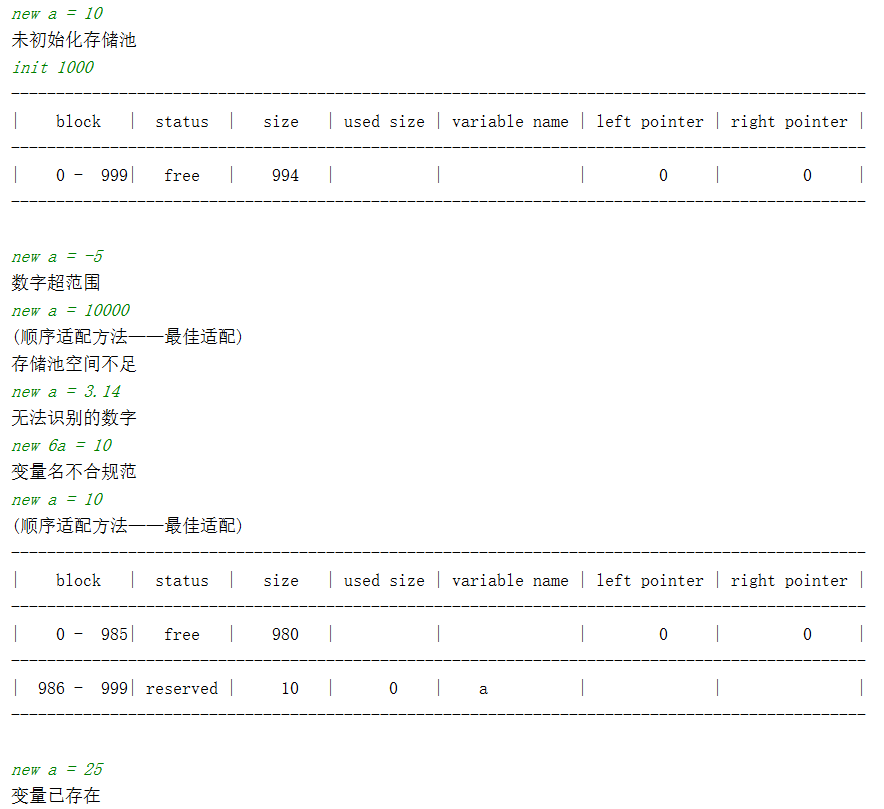 new a = 10
未初始化存储池
init 1000
-----------------------------------------------------------------------------------------------
|    block   |  status  |   size   | used size | variable name | left pointer | right pointer |
-----------------------------------------------------------------------------------------------
|    0 -  999|   free   |    994   |           |               |       0      |       0       |
-----------------------------------------------------------------------------------------------
new a = -5
数字超范围
new a = 10000
(顺序适配方法——最佳适配)
存储池空间不足
new a = 3.14
无法识别的数字
new 6a = 10
变量名不合规范
new a = 10
(顺序适配方法——最佳适配)
-----------------------------------------------------------------------------------------------
|    block   |  status  |   size   | used size | variable name | left pointer | right pointer |
-----------------------------------------------------------------------------------------------
|    0 -  985|   free   |    980   |           |               |       0      |       0       |
-----------------------------------------------------------------------------------------------
|  986 -  999| reserved |     10   |     0     |    a          |              |               |
-----------------------------------------------------------------------------------------------
new a = 25
变量已存在